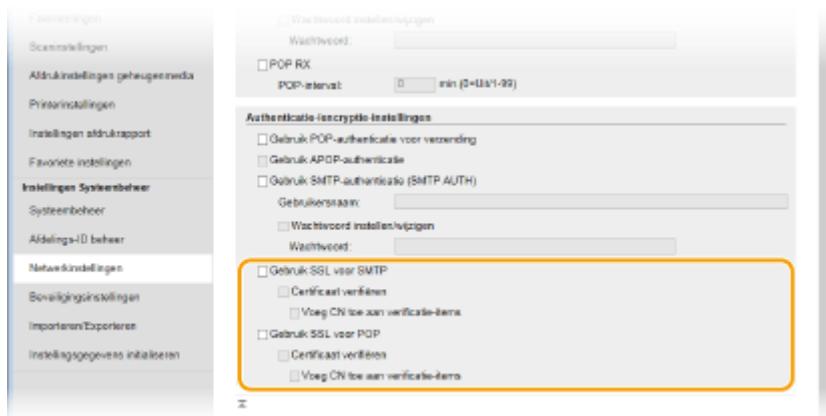 Faxinstellingen
Scaninstellingen
Afdrukinstellingen geheugenmedia
Printerinstellingen
Instellingen afdrukrapport
Favoriete instellingen
Instellingen Systeembeheer
Systeembeheer
Afdelings-ID beheer
Netwerkinstellingen
Beveiligingsinstellingen
Importeren/Exporteren
Instellingsgegevens initialiseren
Wachtwoord instellen/wijzigen
Wachtwoord:
POP RX
POP-interval: 0 min (0=Uit/1-99)
Authenticatie-/encryptie-instellingen
Gebruik POP-authenticatie voor verzending
Gebruik APOP-authenticatie
Gebruik SMTP-authenticatie (SMTP AUTH)
Gebruikersnaam:
Wachtwoord instellen/wijzigen
Wachtwoord:
Gebruik SSL voor SMTP
Certificaat verifiëren
Voeg CN toe aan verificatie-items
Gebruik SSL voor POP
Certificaat verifiëren
Voeg CN toe aan verificatie-items